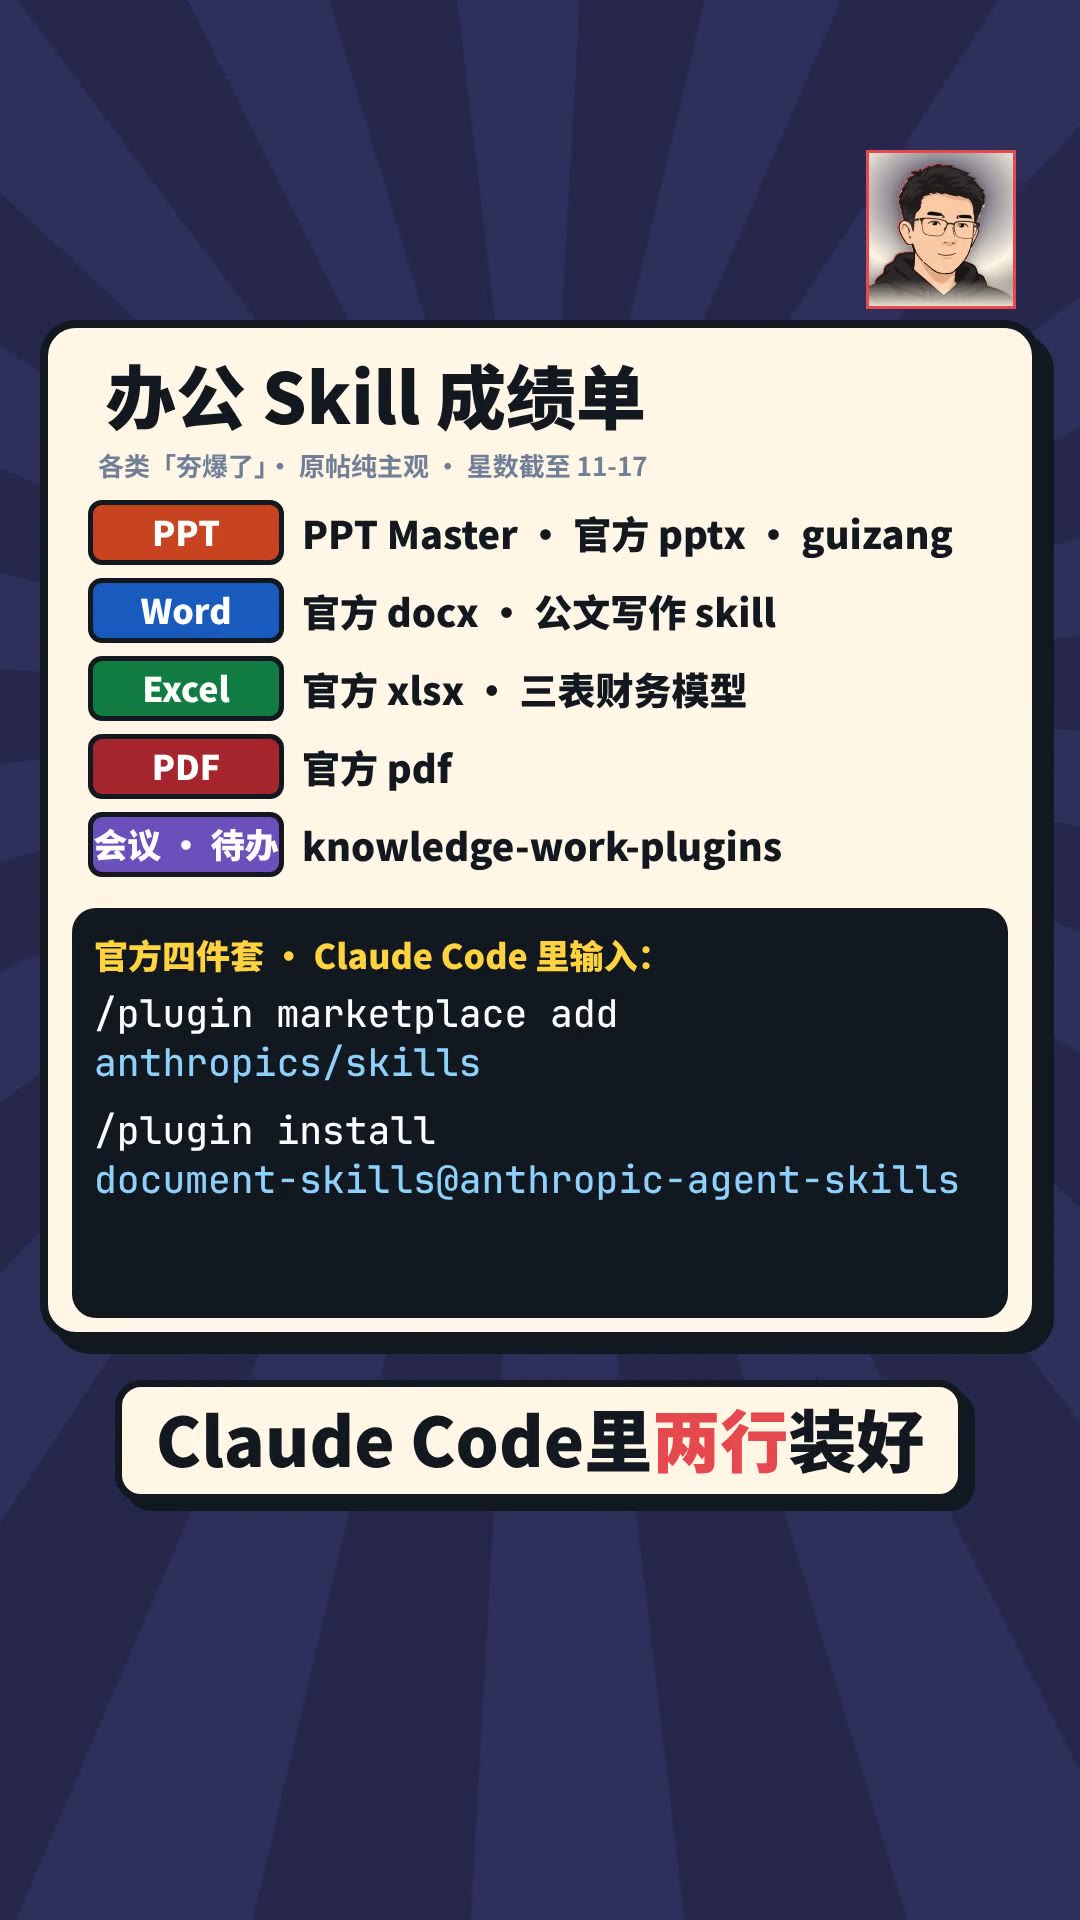 办公 Skill 成绩单
各类「夯爆了」· 原帖纯主观 · 星数截至 11-17
PPT
PPT Master · 官方 pptx · guizang
Word
官方 docx · 公文写作 skill
Excel
官方 xlsx · 三表财务模型
PDF
官方 pdf
会议 · 待办
knowledge-work-plugins
官方四件套 · Claude Code 里输入：
/plugin marketplace add
anthropics/skills
/plugin install
document-skills@anthropic-agent-skills
Claude Code里两行装好